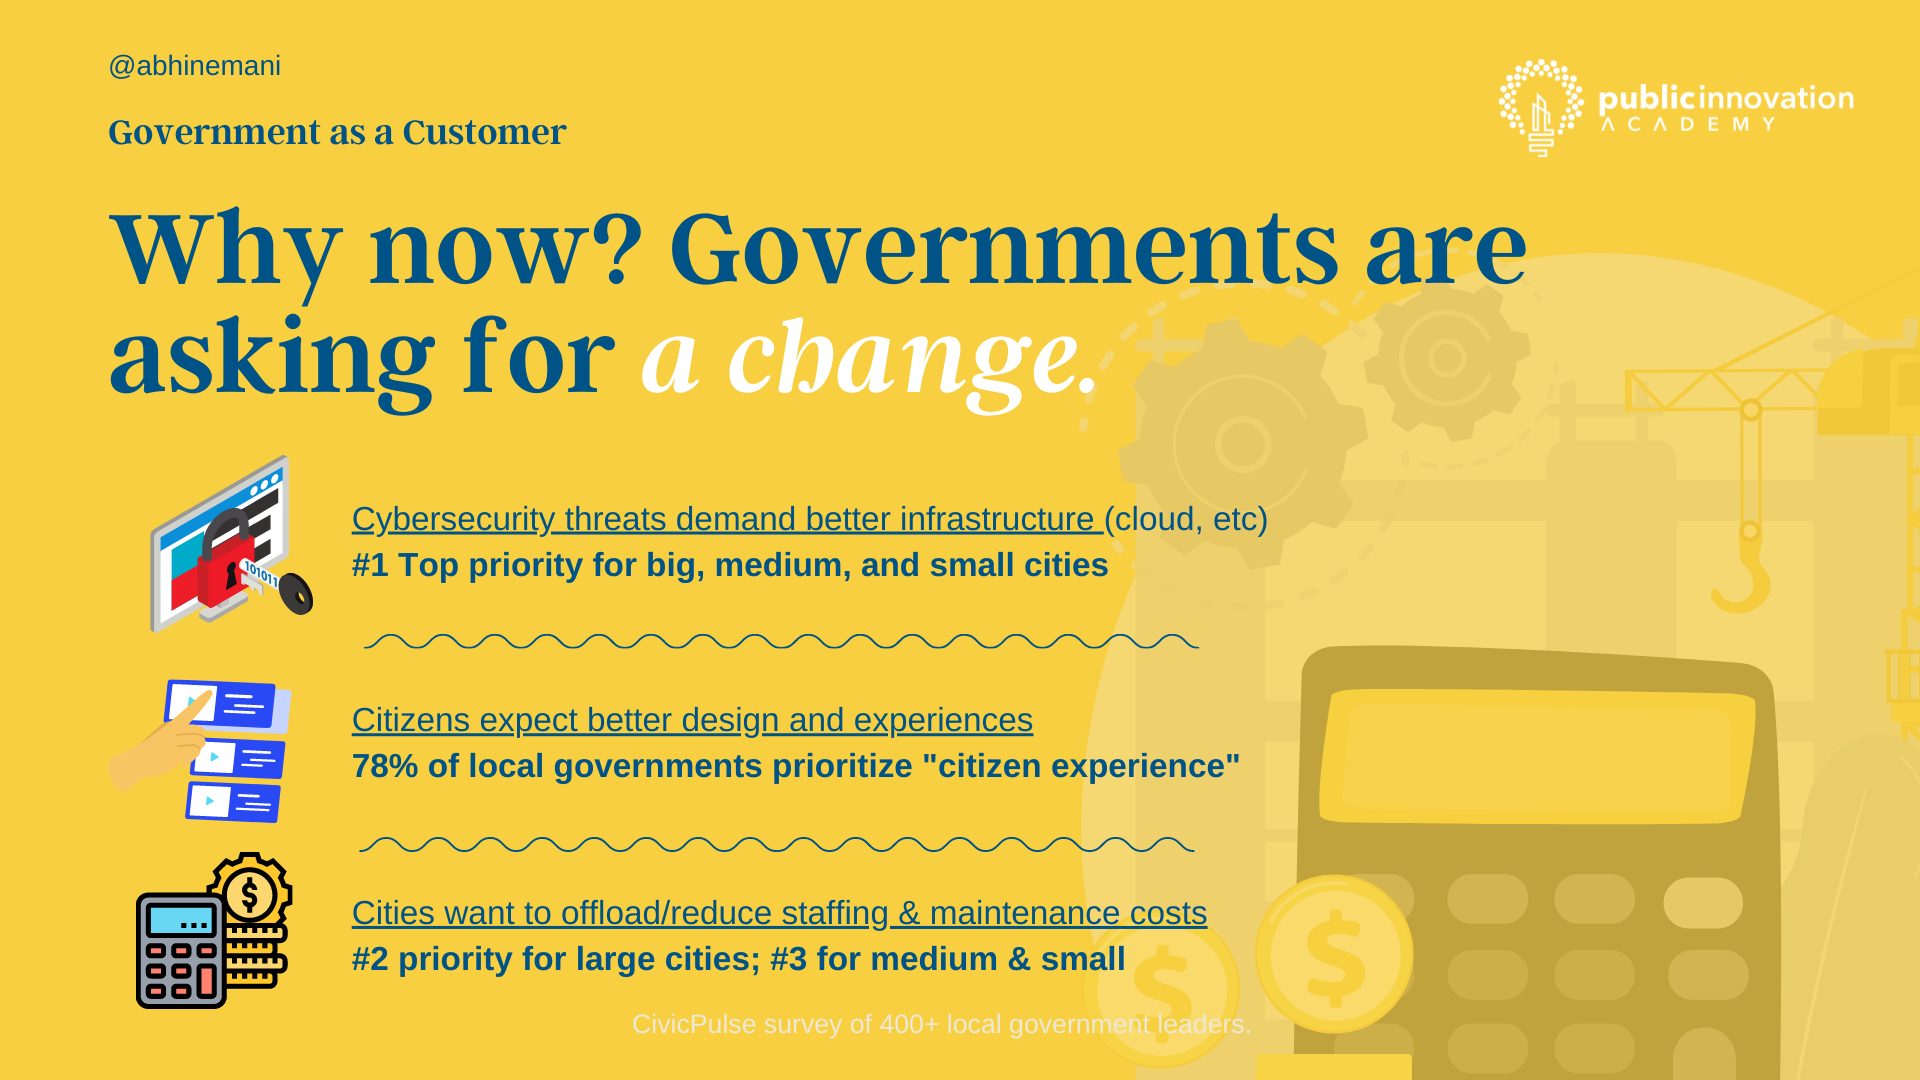 @abhinemani
Government as a Customer
publicinnovation
ACADEMY
Why now? Governments are
asking for a change.
Cybersecurity threats demand better infrastructure (cloud, etc)
#1 Top priority for big, medium, and small cities
101011
Citizens expect better design and experiences
78% of local governments prioritize "citizen experience"
Cities want to offload/reduce staffing & maintenance costs
#2 priority for large cities; #3 for medium & small
CivicPulse survey of 400+ local government leaders.